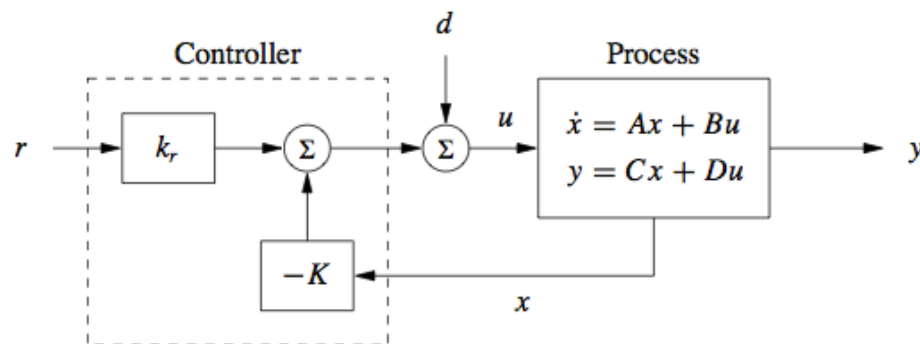 Controller
d
Process
r
k_r
Σ
Σ
u
ẋ = Ax + Bu
y = Cx + Du
y
−K
x